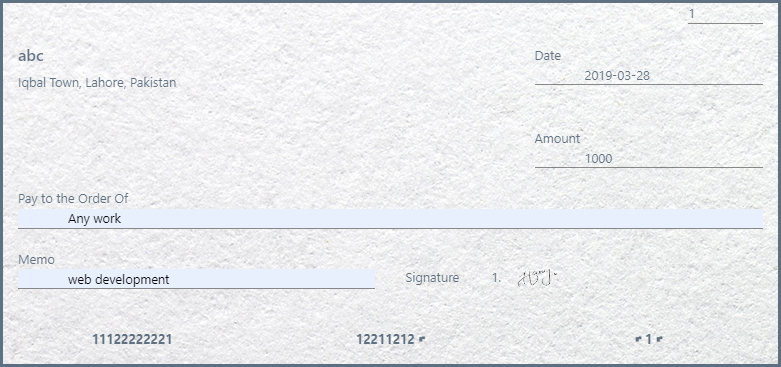 1
abc
Date
2019-03-28
Iqbal Town, Lahore, Pakistan
Amount
1000
Pay to the Order Of
Any work
Memo
web development
Signature 1.
11122222221 12211212 ⑈ ⑈ 1 ⑈